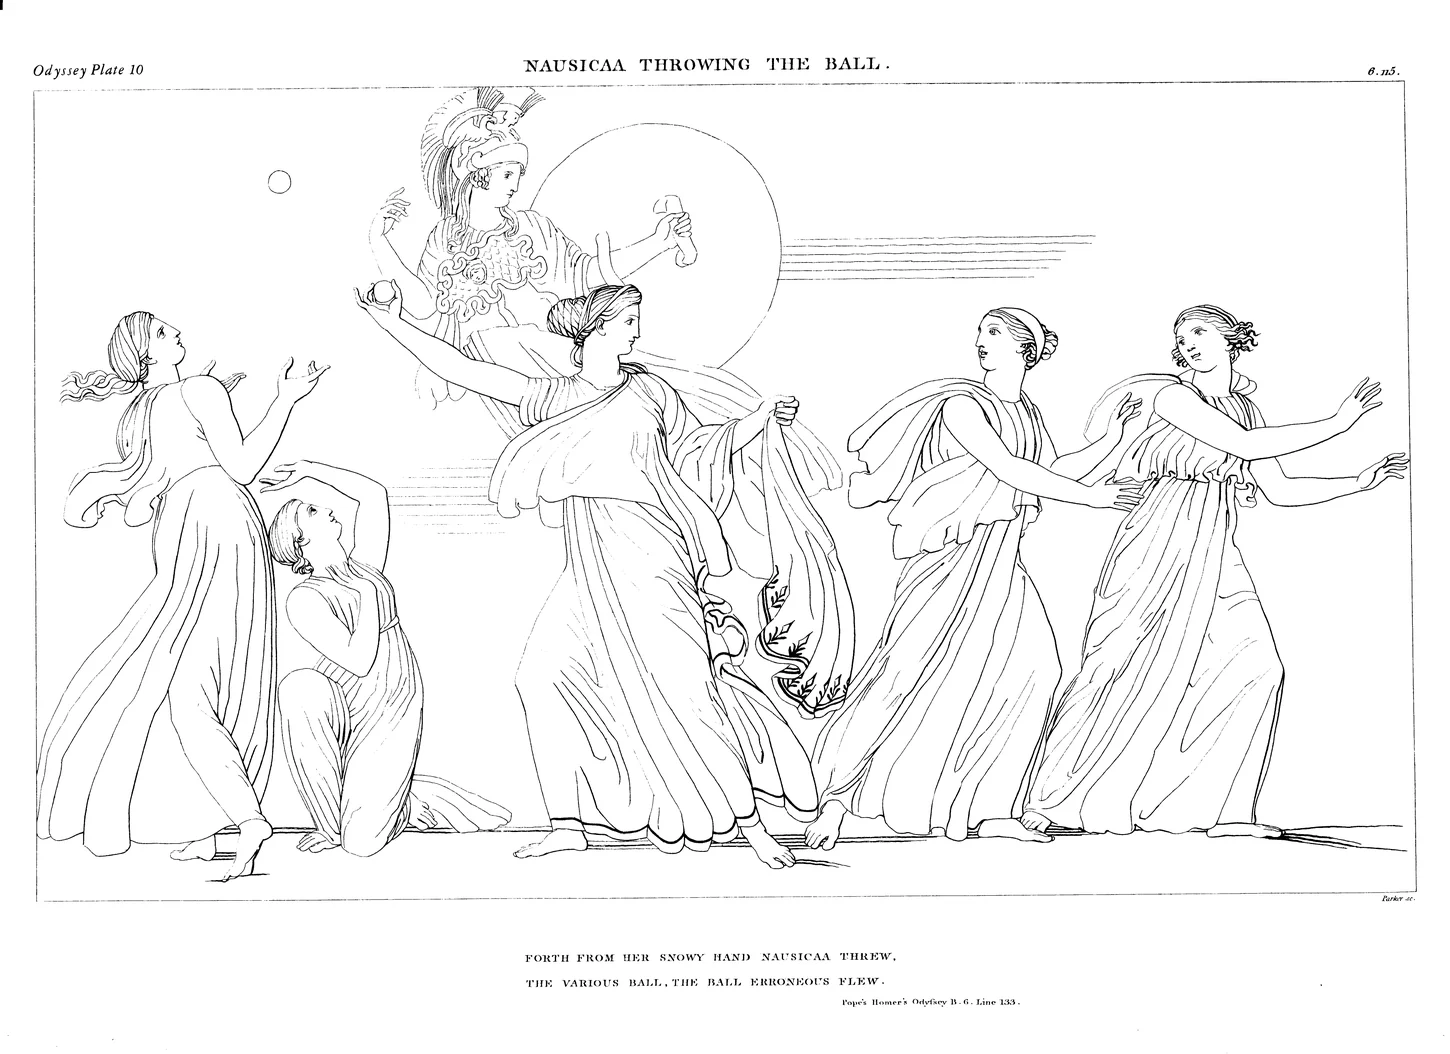 Odyssey Plate 10
NAUSICAA THROWING THE BALL.
6. 115.
Parker sc.
FORTH FROM HER SNOWY HAND NAUSICAA THREW,
THE VARIOUS BALL, THE BALL ERRONEOUS FLEW.
Pope's Homer's Odyſsey B. 6. Line 133.